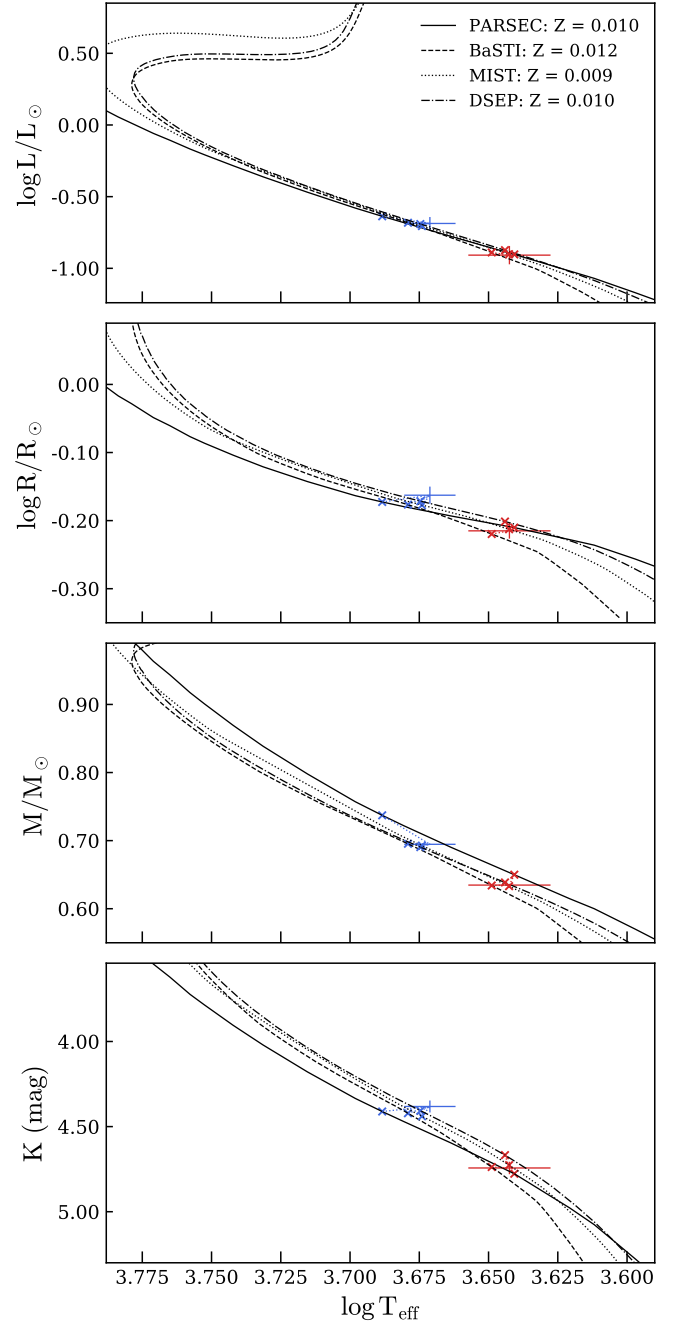 0.50
0.00
-0.50
-1.00
log L/L⊙
PARSEC: Z = 0.010
BaSTI: Z = 0.012
MIST: Z = 0.009
DSEP: Z = 0.010
0.00
-0.10
-0.20
-0.30
log R/R⊙
0.90
0.80
0.70
0.60
M/M⊙
4.00
4.50
5.00
K (mag)
3.775 3.750 3.725 3.700 3.675 3.650 3.625 3.600
log Teff